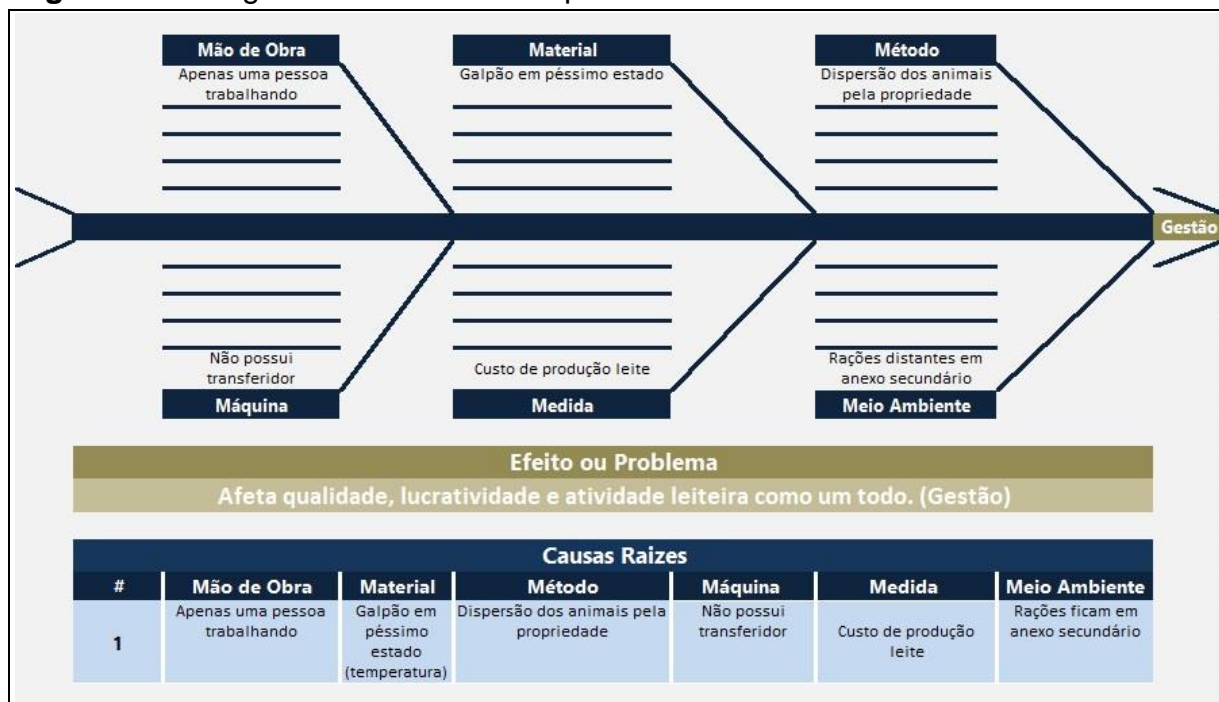 Mão de Obra
Material
Método
Apenas uma pessoa
trabalhando
Galpão em péssimo estado
Dispersão dos animais
pela propriedade
Gestão
Não possui
transferidor
Custo de produção leite
Rações distantes em
anexo secundário
Máquina
Medida
Meio Ambiente
Efeito ou Problema
Afeta qualidade, lucratividade e atividade leiteira como um todo. (Gestão)
Causas Raizes
# Mão de Obra Material Método Máquina Medida Meio Ambiente
1
Apenas uma pessoa
trabalhando
Galpão em
péssimo
estado
(temperatura)
Dispersão dos animais pela
propriedade
Não possui
transferidor
Custo de produção
leite
Rações ficam em
anexo secundário